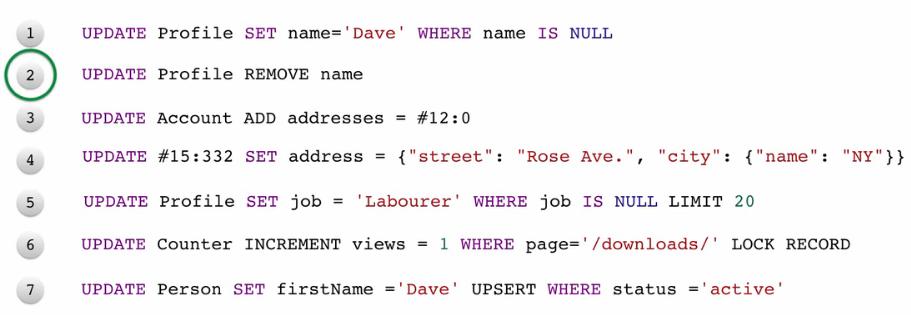 1 UPDATE Profile SET name='Dave' WHERE name IS NULL
2 UPDATE Profile REMOVE name
3 UPDATE Account ADD addresses = #12:0
4 UPDATE #15:332 SET address = {"street": "Rose Ave.", "city": {"name": "NY"}}
5 UPDATE Profile SET job = 'Labourer' WHERE job IS NULL LIMIT 20
6 UPDATE Counter INCREMENT views = 1 WHERE page='/downloads/' LOCK RECORD
7 UPDATE Person SET firstName ='Dave' UPSERT WHERE status ='active'